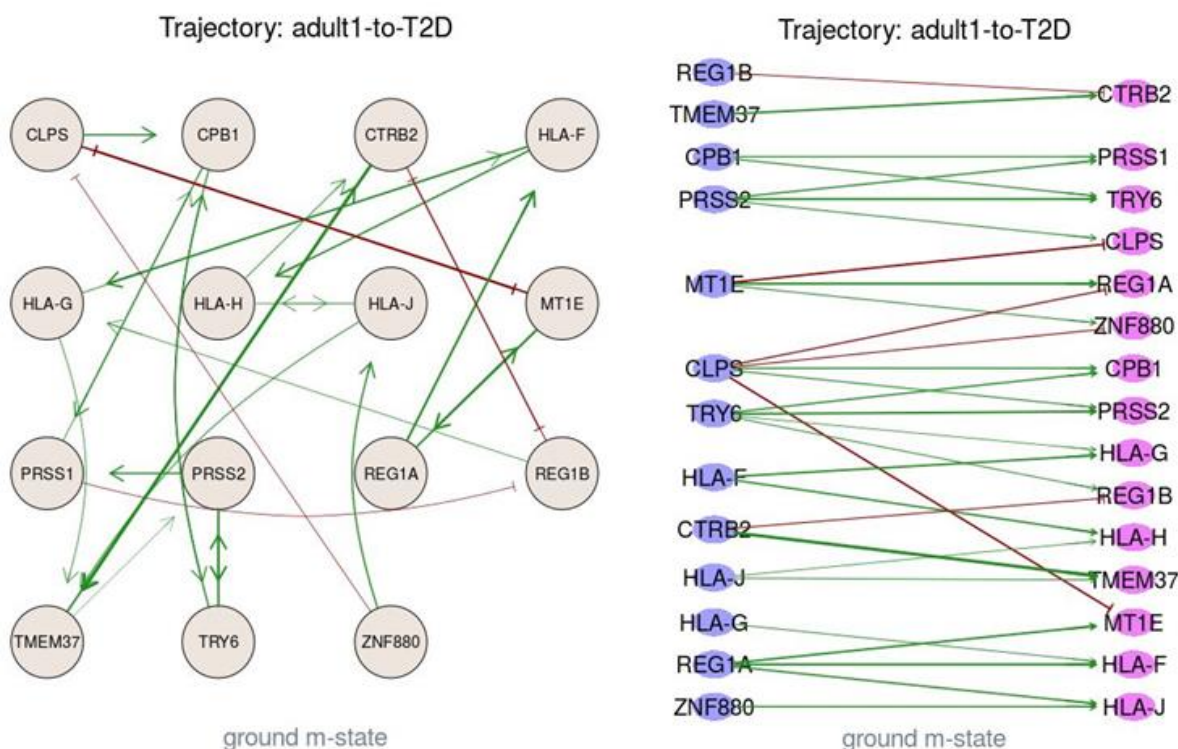 Trajectory: adult1-to-T2D
CLPS
CPB1
CTRB2
HLA-F
HLA-G
HLA-H
HLA-J
MT1E
PRSS1
PRSS2
REG1A
REG1B
TMEM37
TRY6
ZNF880
ground m-state
Trajectory: adult1-to-T2D
REG1B
TMEM37
CPB1
PRSS2
MT1E
CLPS
TRY6
HLA-F
CTRB2
HLA-J
HLA-G
REG1A
ZNF880
CTRB2
PRSS1
TRY6
CLPS
REG1A
ZNF880
CPB1
PRSS2
HLA-G
REG1B
HLA-H
TMEM37
MT1E
HLA-F
HLA-J
ground m-state